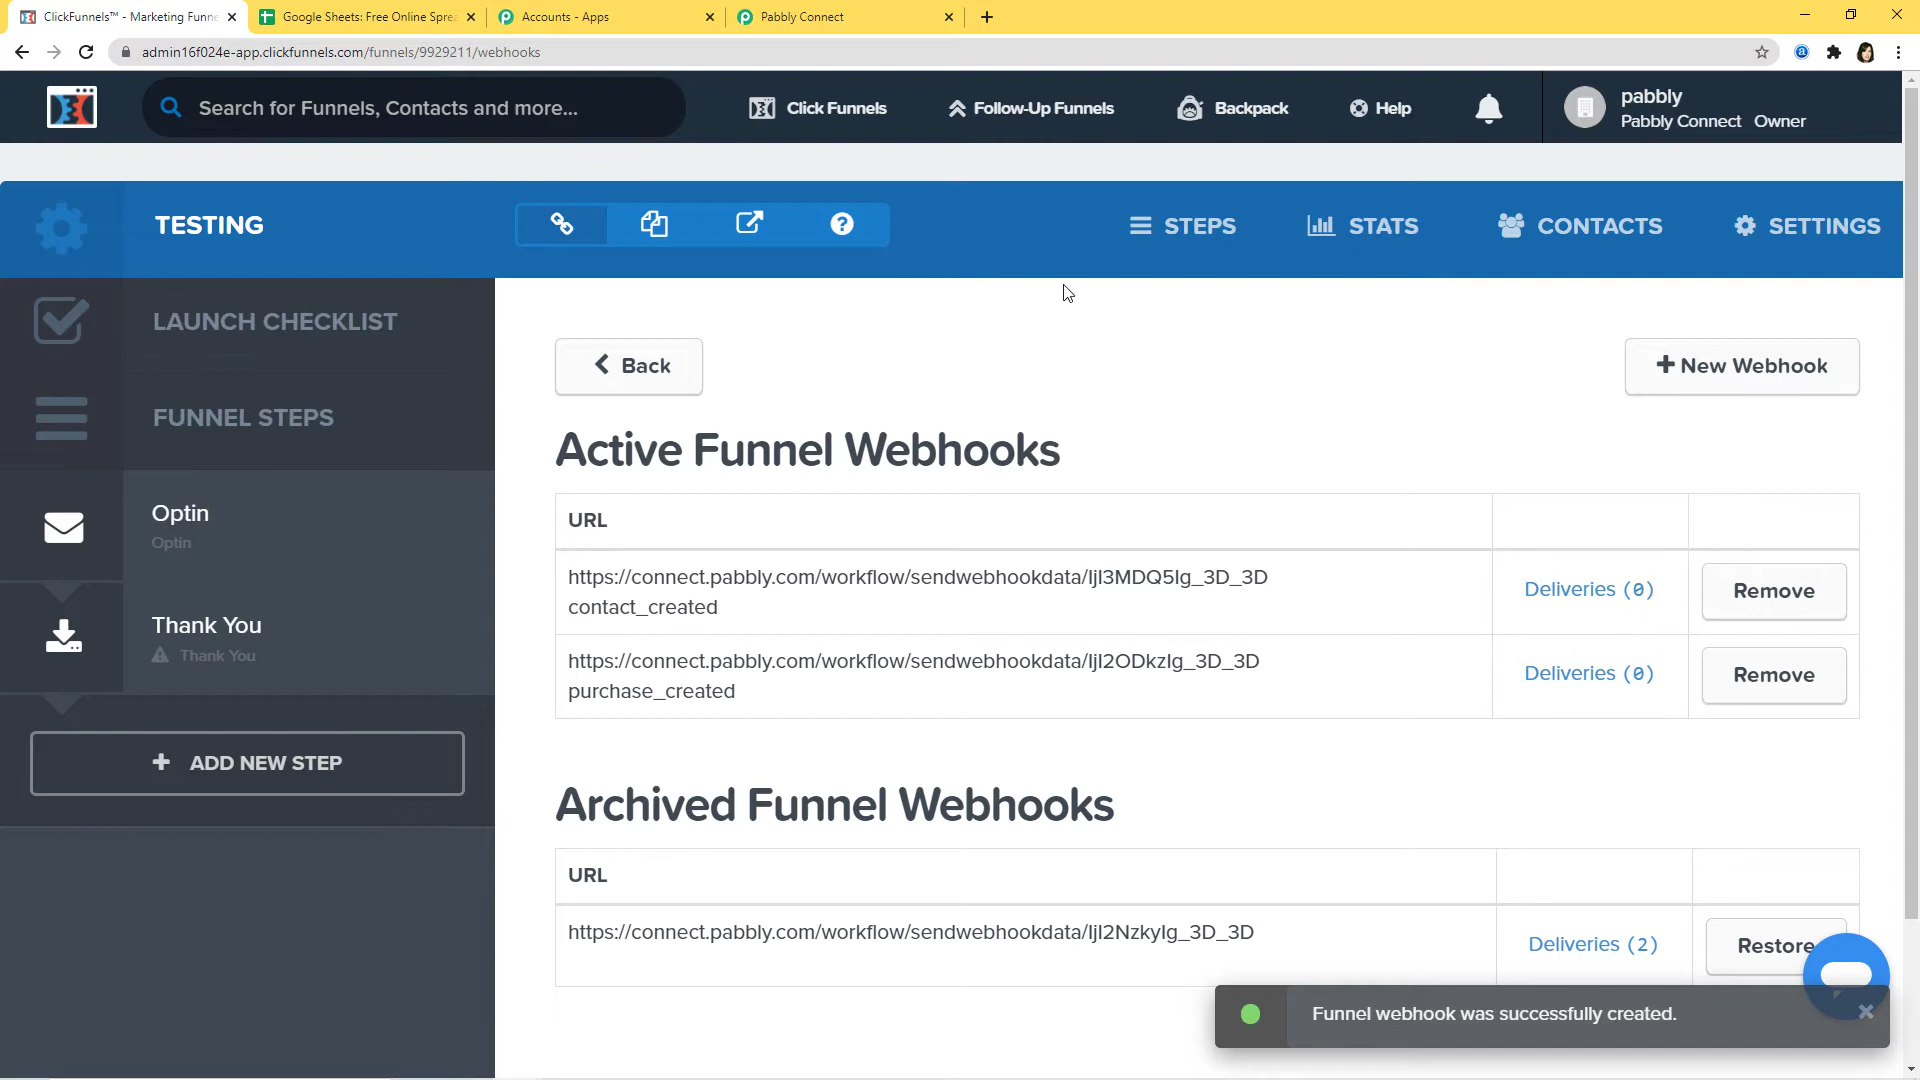 ClickFunnels™ - Marketing Funne
Google Sheets: Free Online Sprea
Accounts - Apps
Pabbly Connect
admin16f024e-app.clickfunnels.com/funnels/9929211/webhooks
Search for Funnels, Contacts and more...
Click Funnels
Follow-Up Funnels
Backpack
Help
pabbly
Pabbly Connect Owner
TESTING
STEPS
STATS
CONTACTS
SETTINGS
LAUNCH CHECKLIST
FUNNEL STEPS
Optin
Optin
Thank You
Thank You
+ ADD NEW STEP
Back
+ New Webhook
Active Funnel Webhooks
URL
https://connect.pabbly.com/workflow/sendwebhookdata/IjI3MDQ5Ig_3D_3D
contact_created
Deliveries (0)
Remove
https://connect.pabbly.com/workflow/sendwebhookdata/IjI2ODkzIg_3D_3D
purchase_created
Deliveries (0)
Remove
Archived Funnel Webhooks
URL
https://connect.pabbly.com/workflow/sendwebhookdata/IjI2NzkyIg_3D_3D
Deliveries (2)
Restore
Funnel webhook was successfully created.